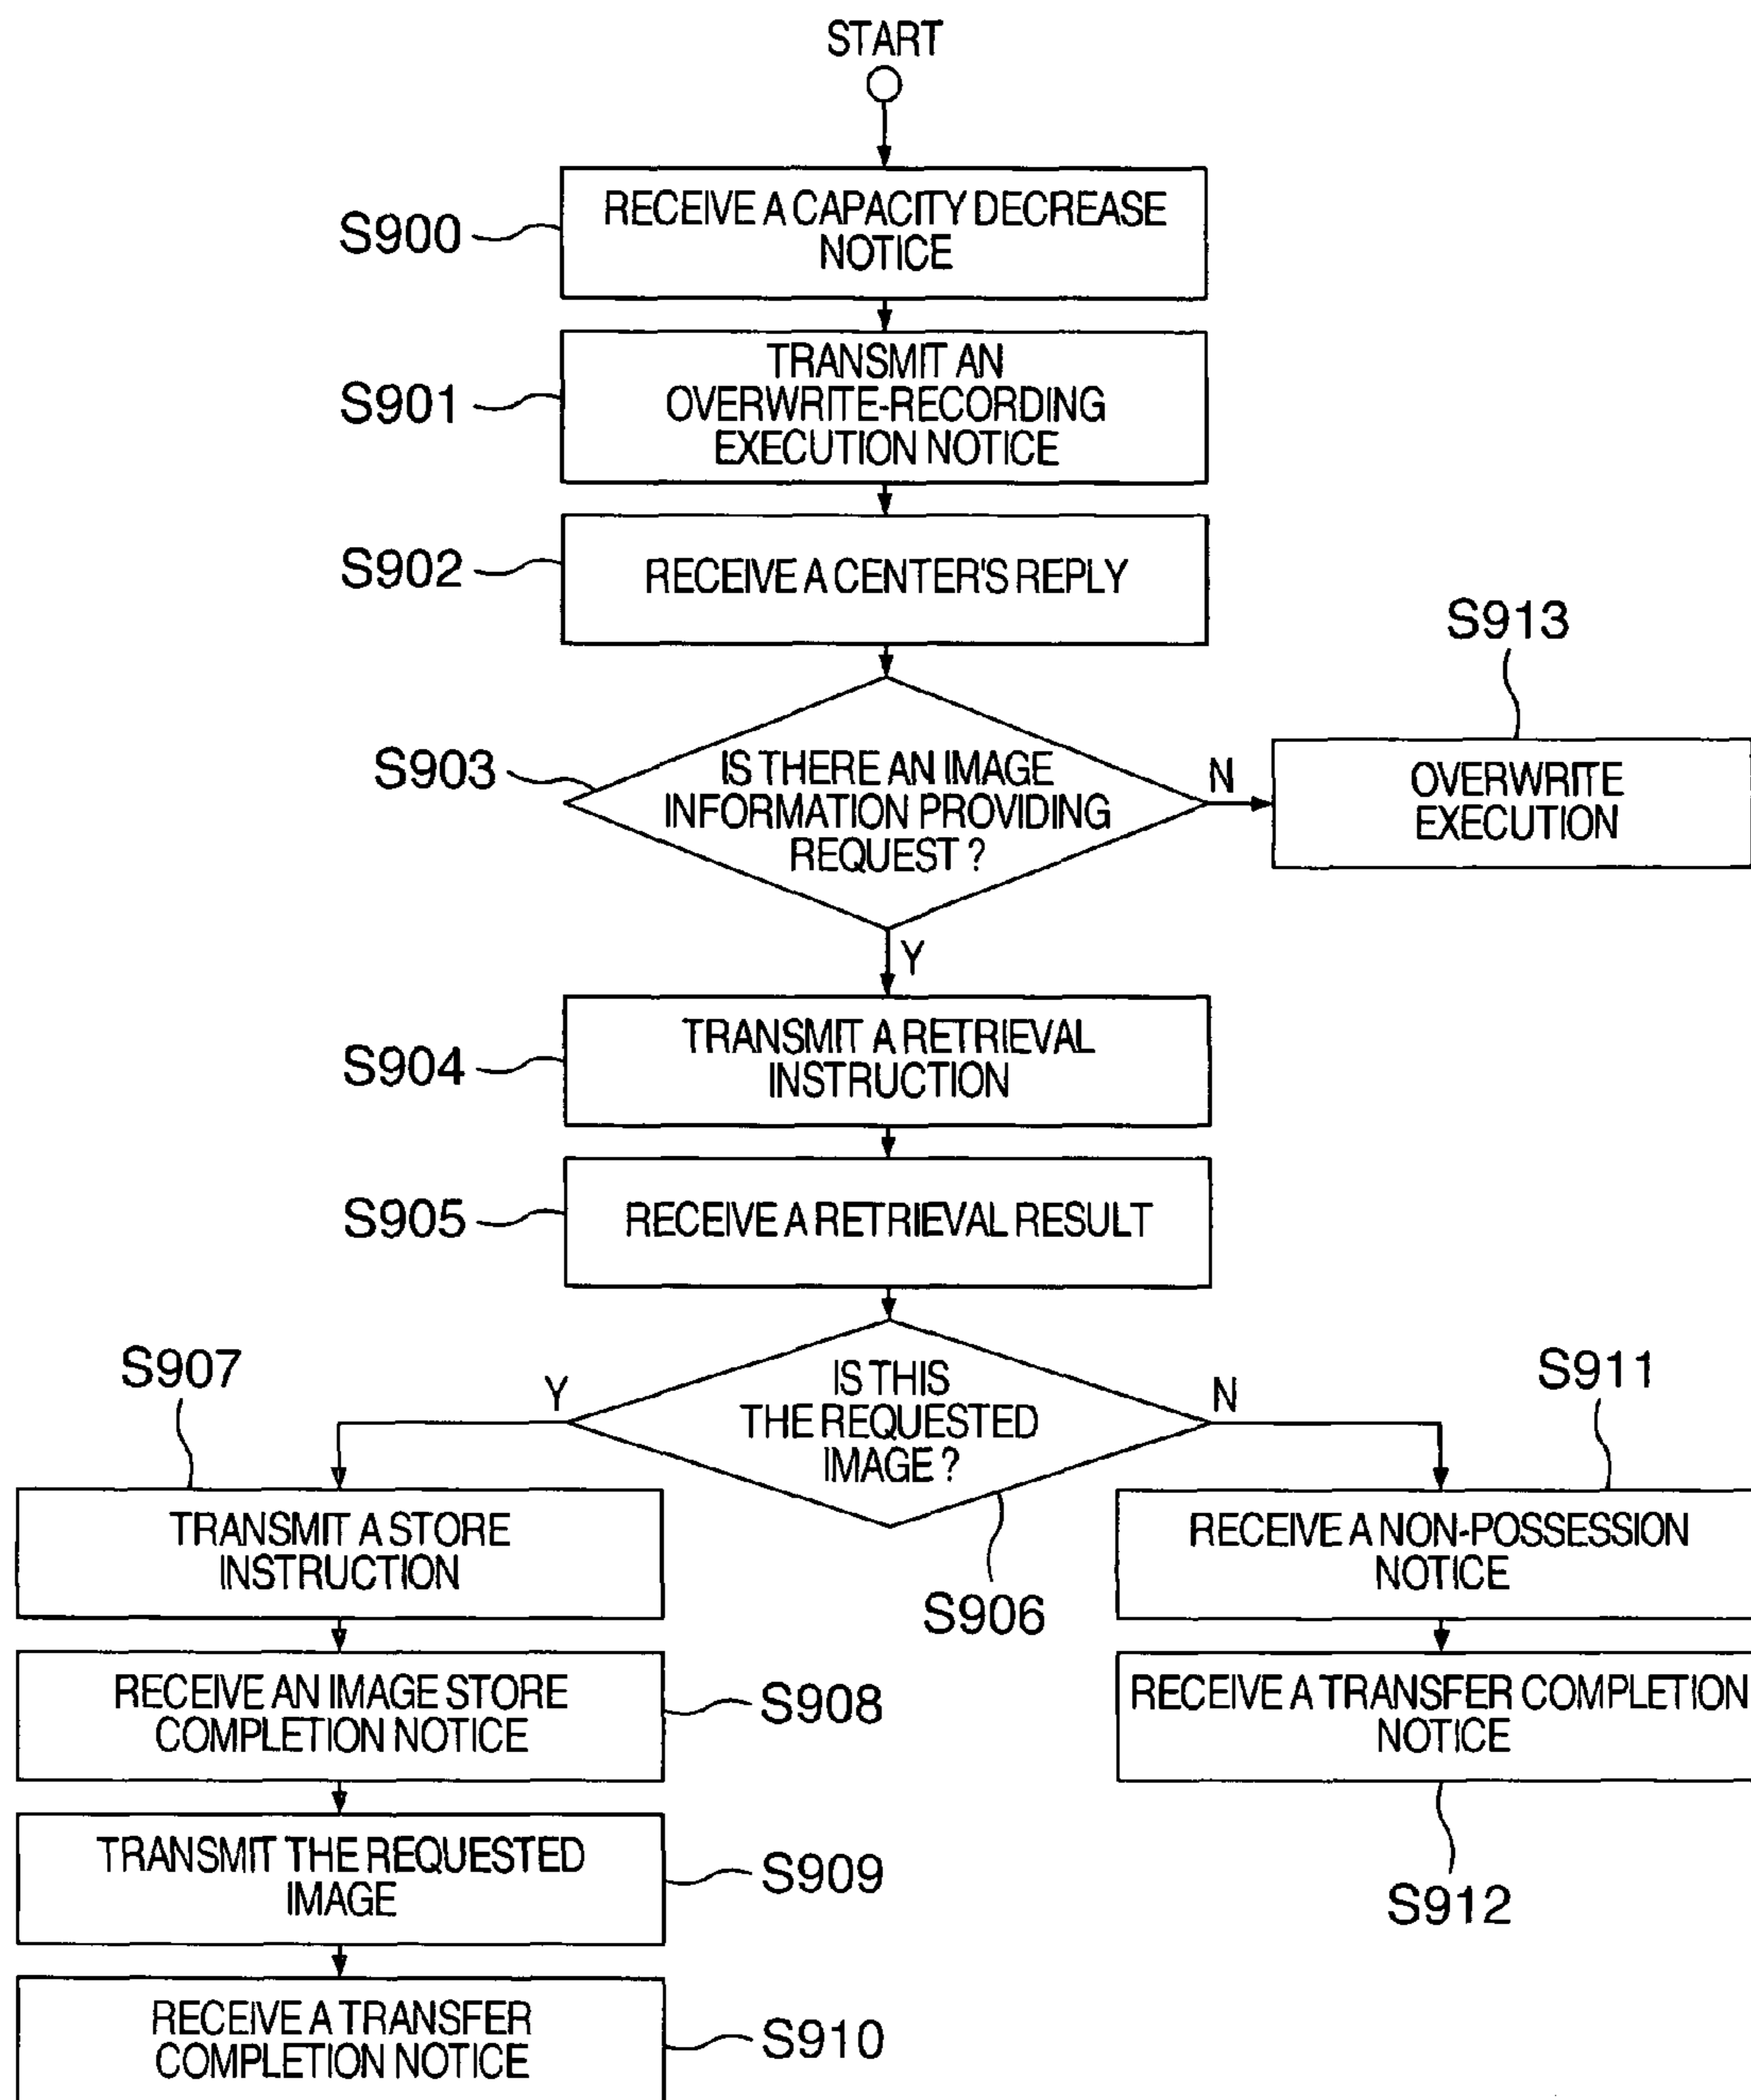 START
S900
RECEIVE A CAPACITY DECREASE
NOTICE
S901
TRANSMIT AN
OVERWRITE-RECORDING
EXECUTION NOTICE
S902
RECEIVE A CENTER'S REPLY
S903
IS THERE AN IMAGE
INFORMATION PROVIDING
REQUEST ?
N
S913
OVERWRITE
EXECUTION
Y
S904
TRANSMIT A RETRIEVAL
INSTRUCTION
S905
RECEIVE A RETRIEVAL RESULT
IS THIS
THE REQUESTED
IMAGE ?
S906
Y
N
S907
TRANSMIT A STORE
INSTRUCTION
RECEIVE AN IMAGE STORE
COMPLETION NOTICE
S908
TRANSMIT THE REQUESTED
IMAGE
S909
RECEIVE A TRANSFER
COMPLETION NOTICE
S910
S911
RECEIVE A NON-POSSESSION
NOTICE
RECEIVE A TRANSFER COMPLETION
NOTICE
S912